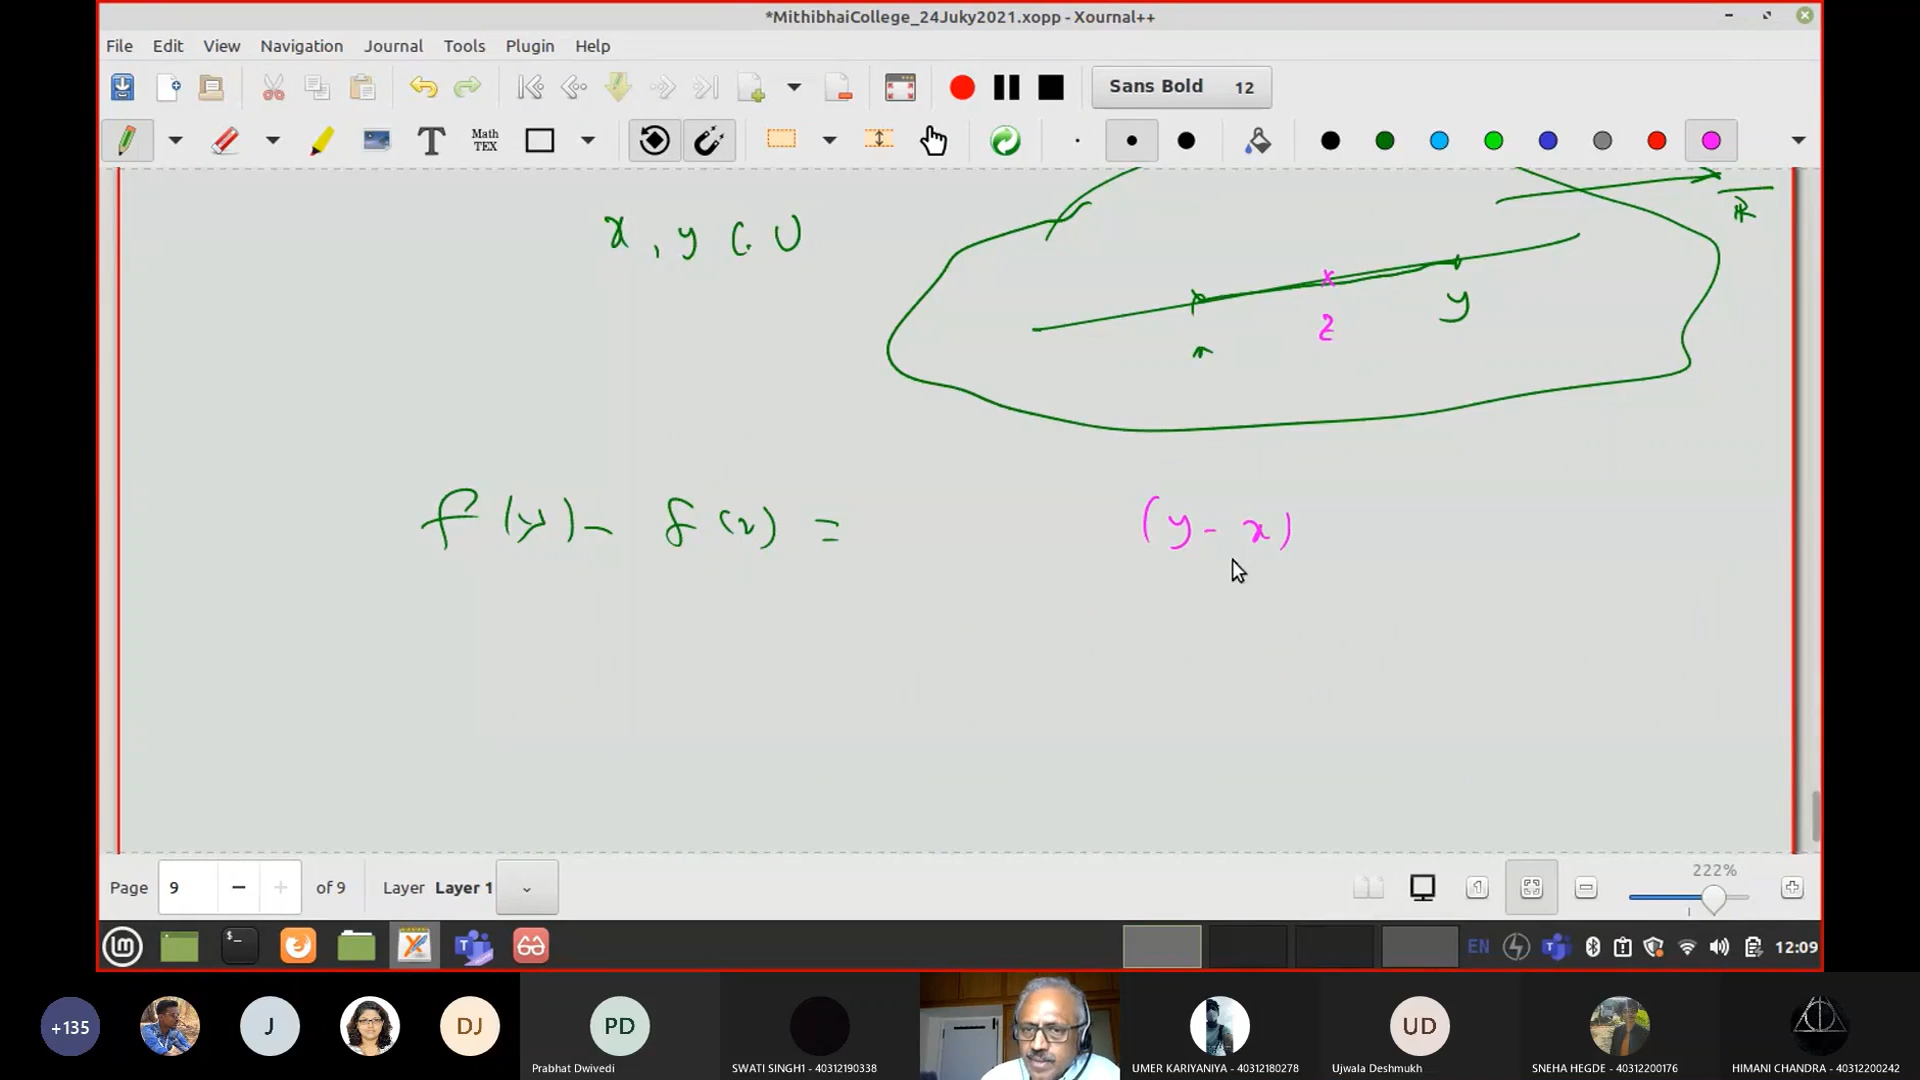 *MithibhaiCollege_24Juky2021.xopp - Xournal++
File Edit View Navigation Journal Tools Plugin Help
Sans Bold 12
T Math TEX
x, y ∈ U
ℝ
x z y
f(y) - f(x) = (y - x)
Page 9 of 9 Layer Layer 1
222%
EN 12:09
+135 J DJ PD UD
Prabhat Dwivedi SWATI SINGH1 - 40312190338 UMER KARIYANIYA - 40312180278 Ujwala Deshmukh SNEHA HEGDE - 40312200176 HIMANI CHANDRA - 40312200242